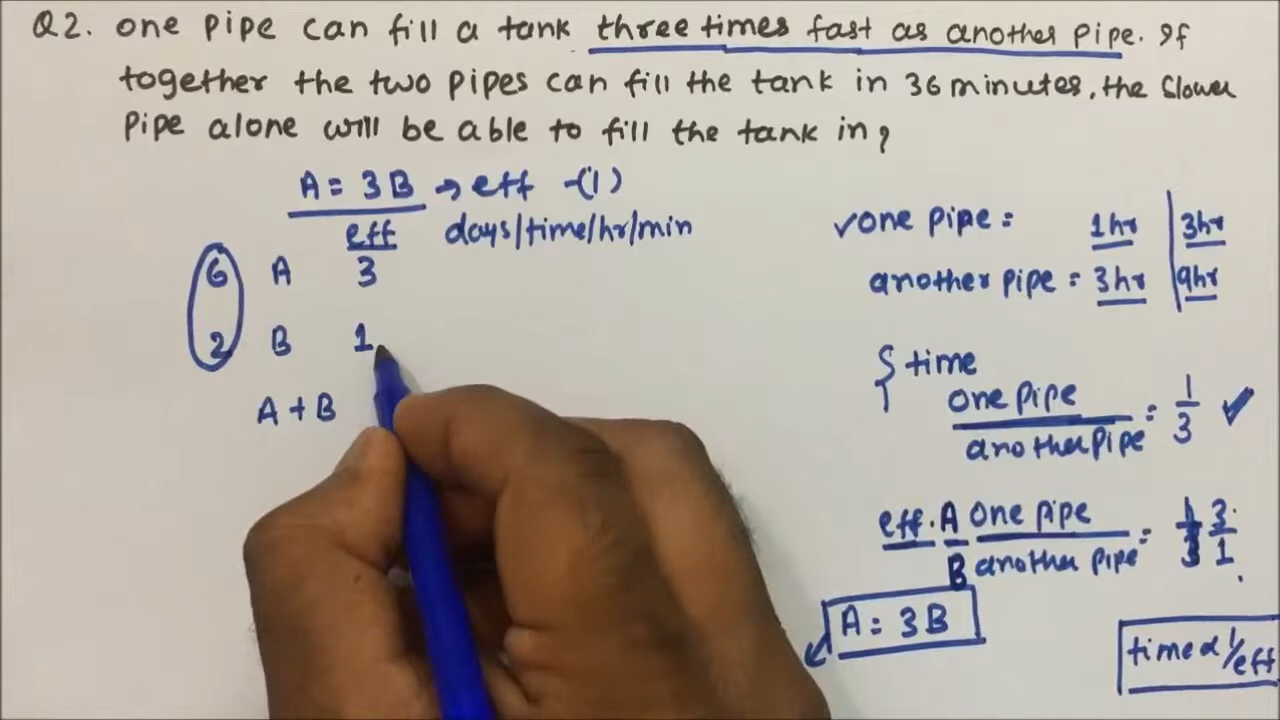 Q2. one pipe can fill a tank three times fast as another pipe. If
together the two pipes can fill the tank in 36 minutes, the slower
pipe alone will be able to fill the tank in?
A = 3B → eff -(1)
eff days/time/hr/min
6 A 3
2 B 1
A + B
✓one pipe = 1hr | 3hr
another pipe = 3hr | 9hr
{ time
one pipe / another pipe = 1/3 ✓
eff. A/B one pipe / another pipe = 3/1
A = 3B
time ∝ 1/eff